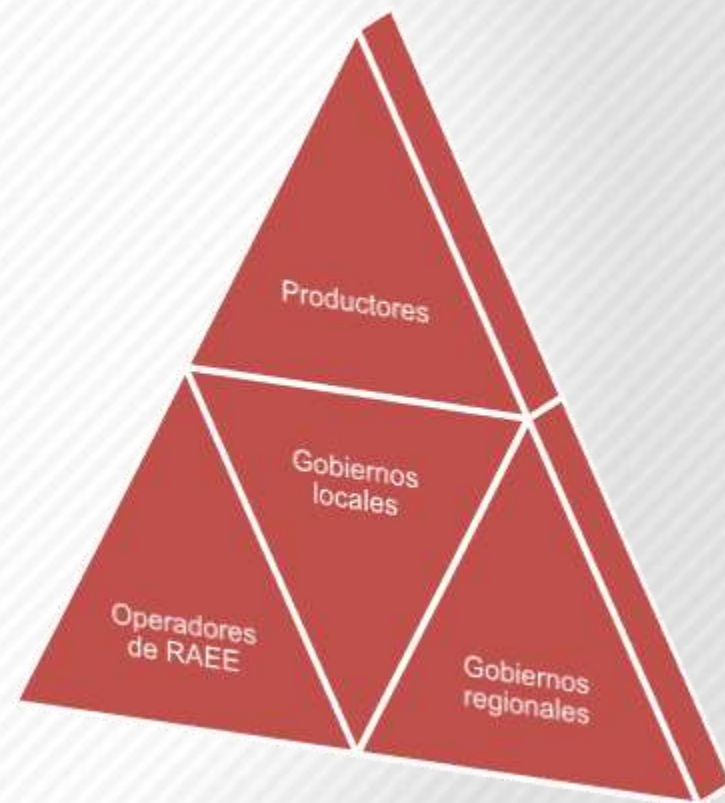 Productores
Gobiernos
locales
Operadores
de RAEE
Gobiernos
regionales